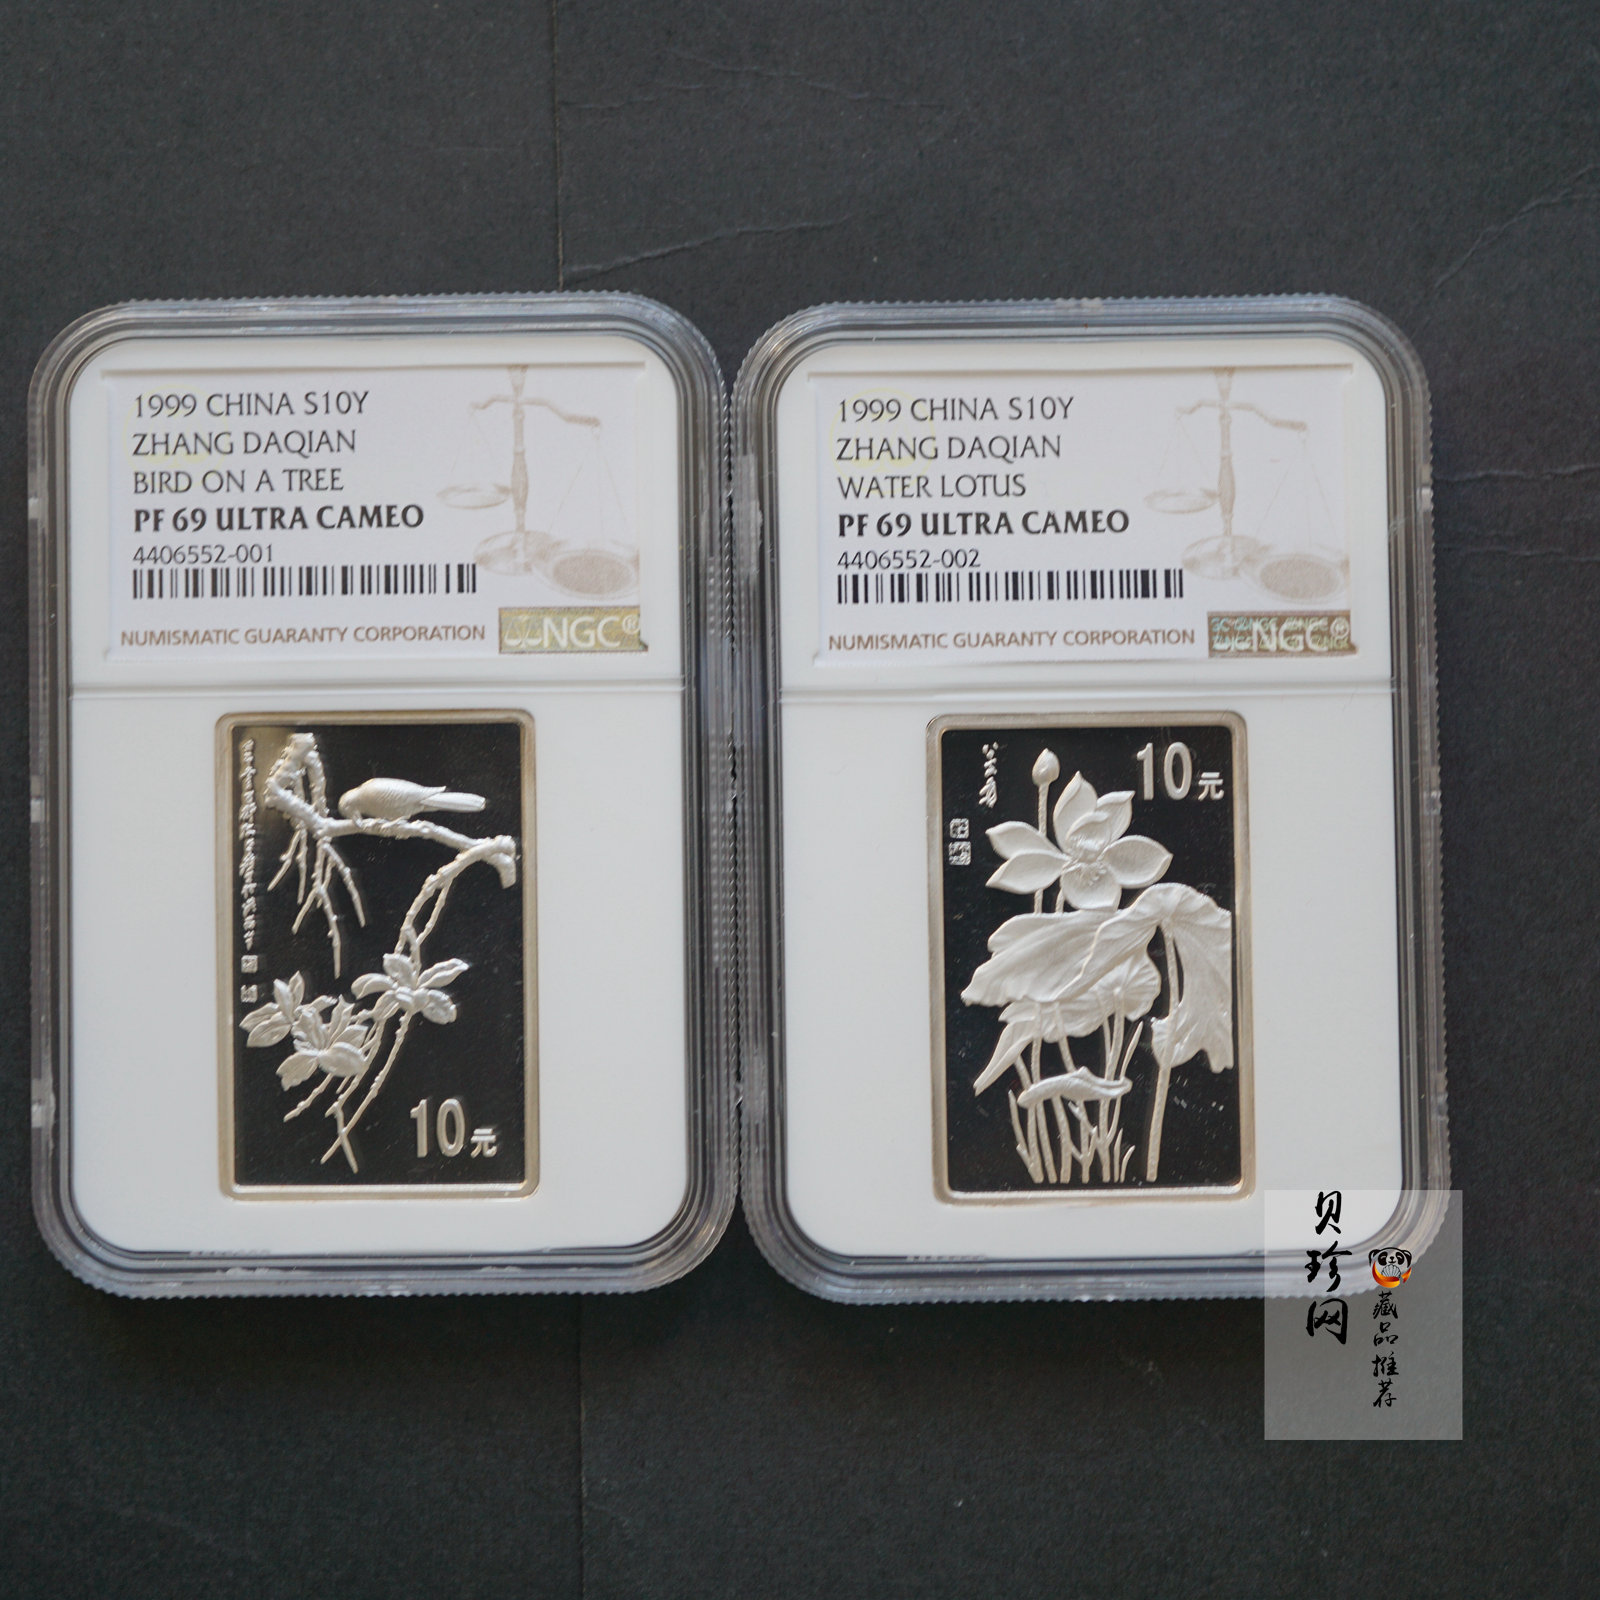 1999 CHINA S10Y
ZHANG DAQIAN
BIRD ON A TREE
PF 69 ULTRA CAMEO
4406552-001
NUMISMATIC GUARANTY CORPORATION
NGC®
10元
1999 CHINA S10Y
ZHANG DAQIAN
WATER LOTUS
PF 69 ULTRA CAMEO
4406552-002
NUMISMATIC GUARANTY CORPORATION
NGC®
10元
贝珍网
藏品推荐